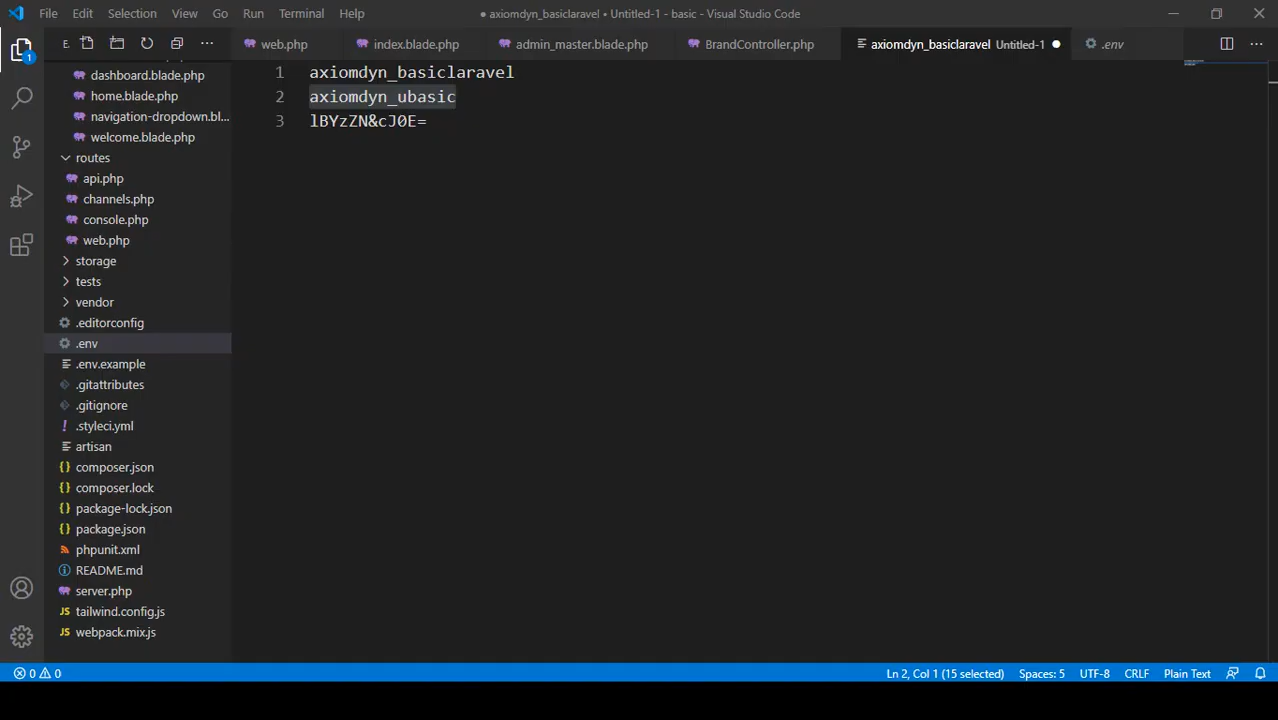 File Edit Selection View Go Run Terminal Help
● axiomdyn_basiclaravel • Untitled-1 - basic - Visual Studio Code
E
web.php index.blade.php admin_master.blade.php BrandController.php axiomdyn_basiclaravel Untitled-1 .env
1
dashboard.blade.php
home.blade.php
navigation-dropdown.bl...
welcome.blade.php
routes
api.php
channels.php
console.php
web.php
storage
tests
vendor
.editorconfig
.env
.env.example
.gitattributes
.gitignore
.styleci.yml
artisan
composer.json
composer.lock
package-lock.json
package.json
phpunit.xml
README.md
server.php
tailwind.config.js
webpack.mix.js
1 axiomdyn_basiclaravel
2 axiomdyn_ubasic
3 lBYzZN&cJ0E=
0 0 Ln 2, Col 1 (15 selected) Spaces: 5 UTF-8 CRLF Plain Text